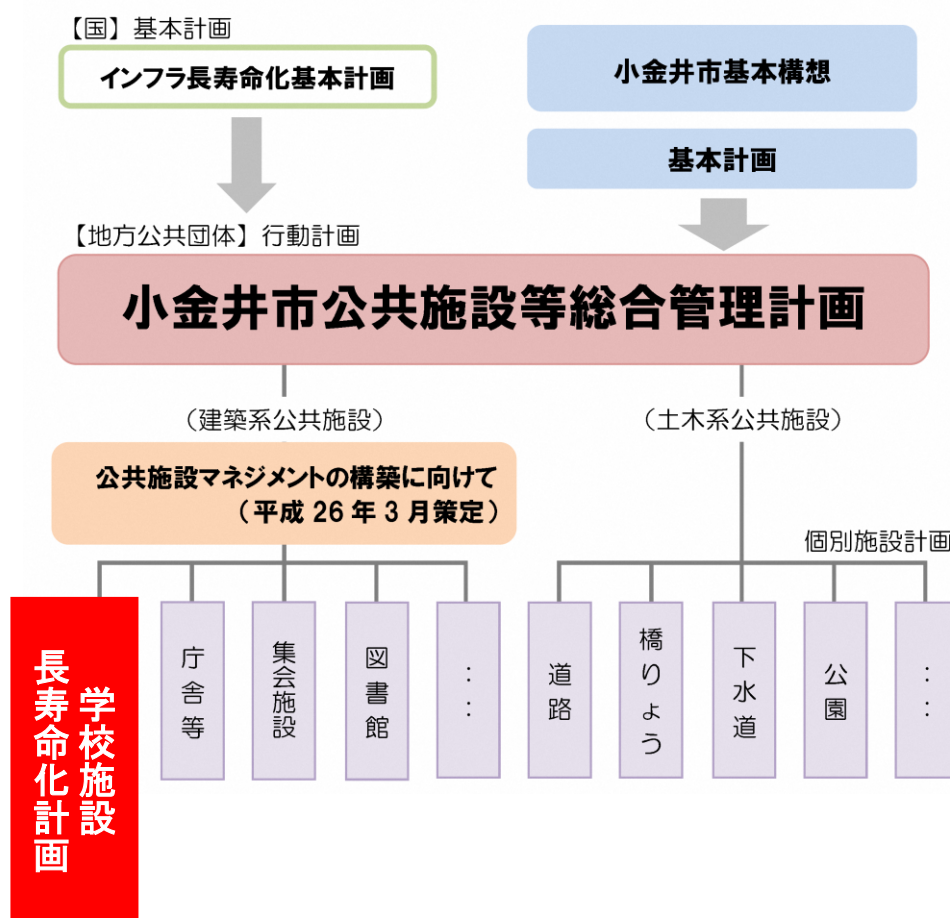 【国】基本計画
インフラ長寿命化基本計画
小金井市基本構想
基本計画
【地方公共団体】行動計画
小金井市公共施設等総合管理計画
（建築系公共施設）
（土木系公共施設）
公共施設マネジメントの構築に向けて
（平成 26 年 3 月策定）
個別施設計画
学校施設
長寿命化計画
庁舎等
集会施設
図書館
：：
道路
橋りょう
下水道
公園
：：